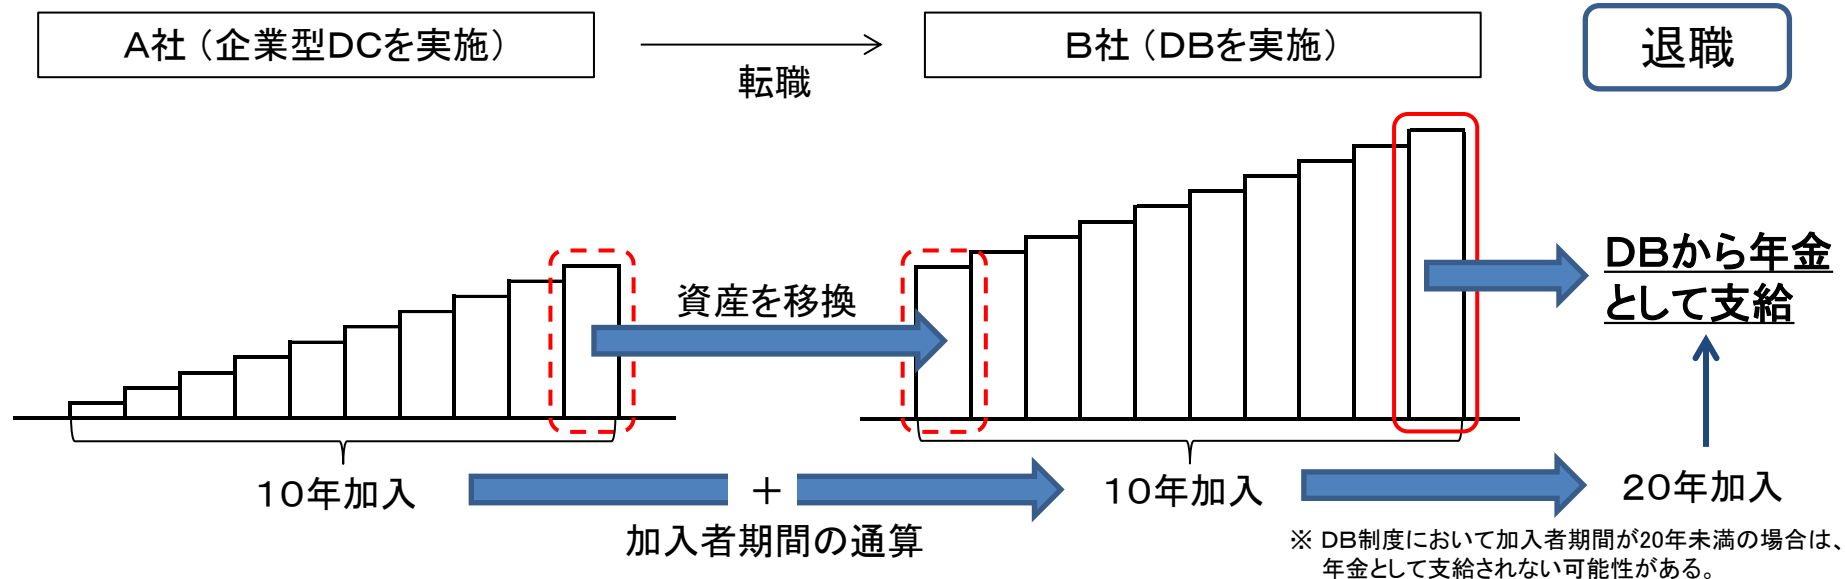 A社（企業型DCを実施）
転職
B社（DBを実施）
退職
資産を移換
DBから年金
として支給
10年加入
＋
10年加入
20年加入
加入者期間の通算
※ DB制度において加入者期間が20年未満の場合は、
年金として支給されない可能性がある。